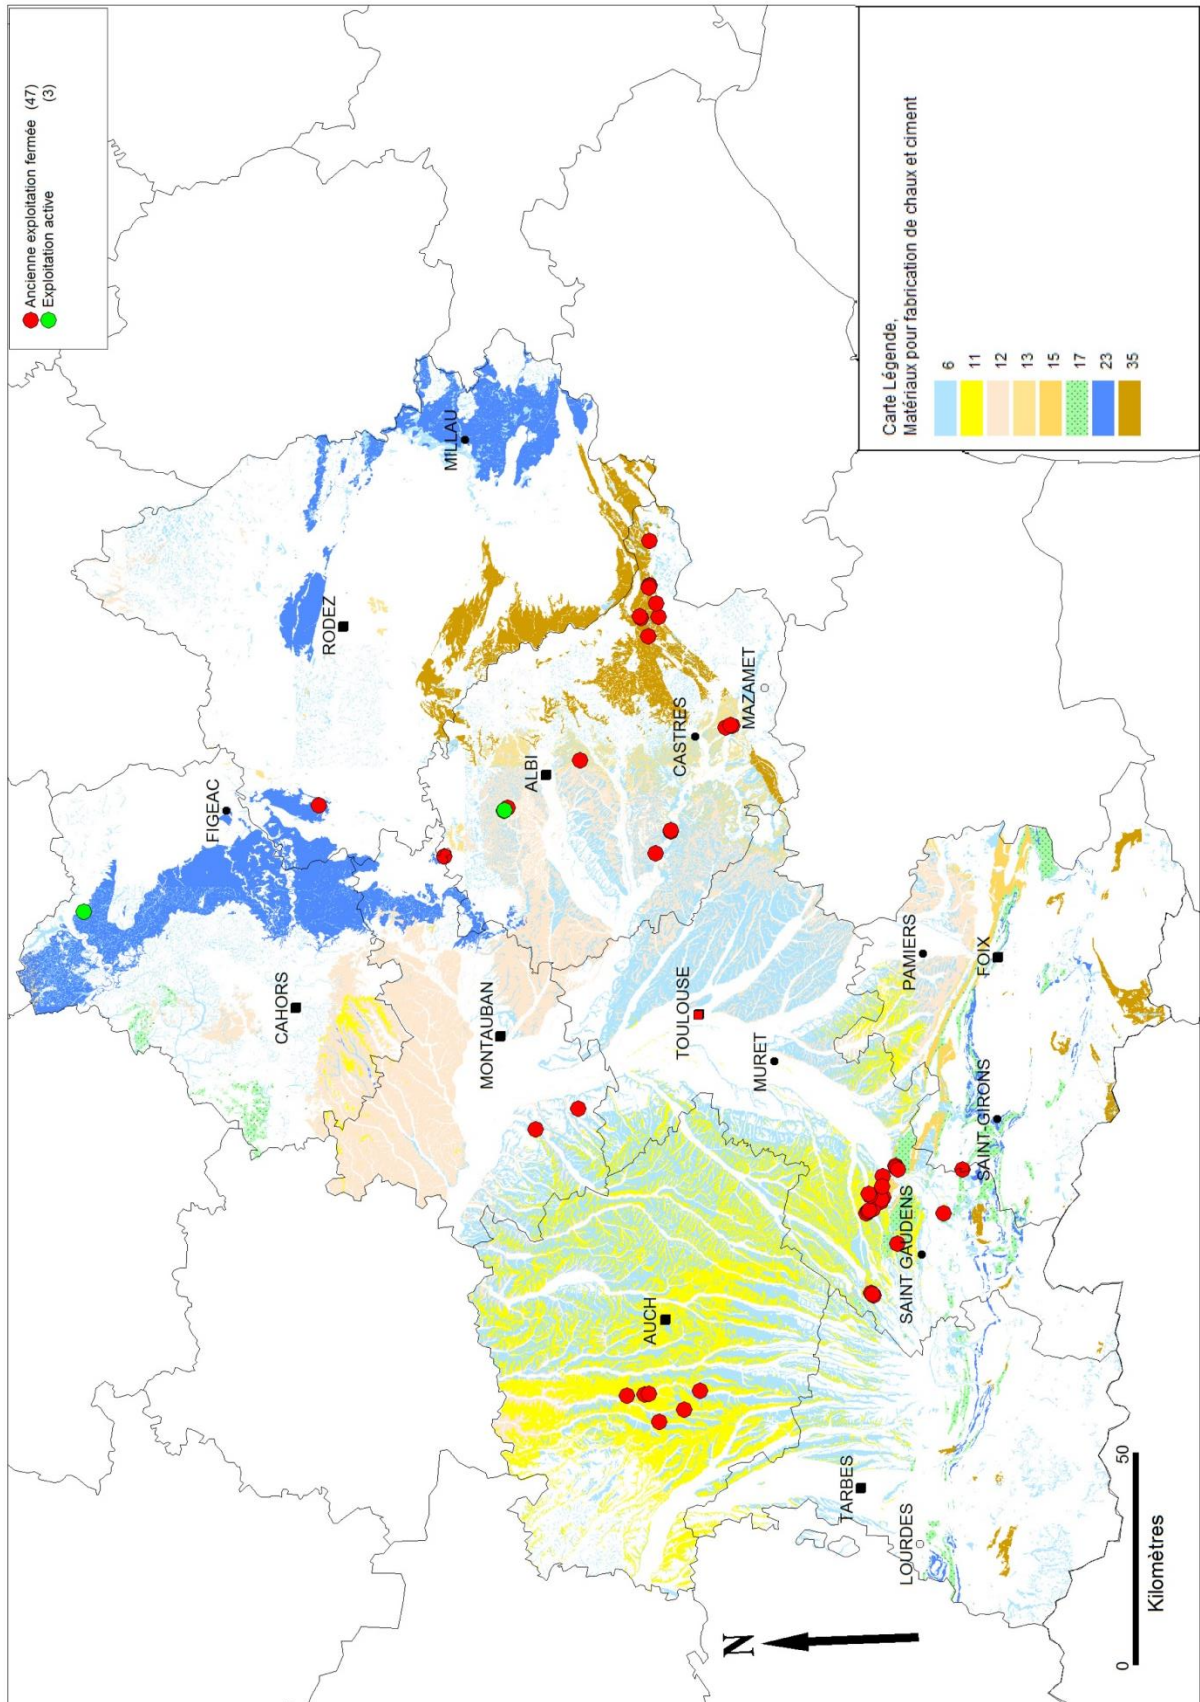 Ancienne exploitation fermée (47)
Exploitation active (3)
FIGEAC
CAHORS
RODEZ
MILLAU
MONTAUBAN
ALBI
AUCH
TOULOUSE
CASTRES
MAZAMET
MURET
TARBES
LOURDES
SAINT GAUDENS
PAMIERS
SAINT-GIRONS
FOIX
N
0 50
Kilomètres
Carte Légende,
Matériaux pour fabrication de chaux et ciment
6
11
12
13
15
17
23
35